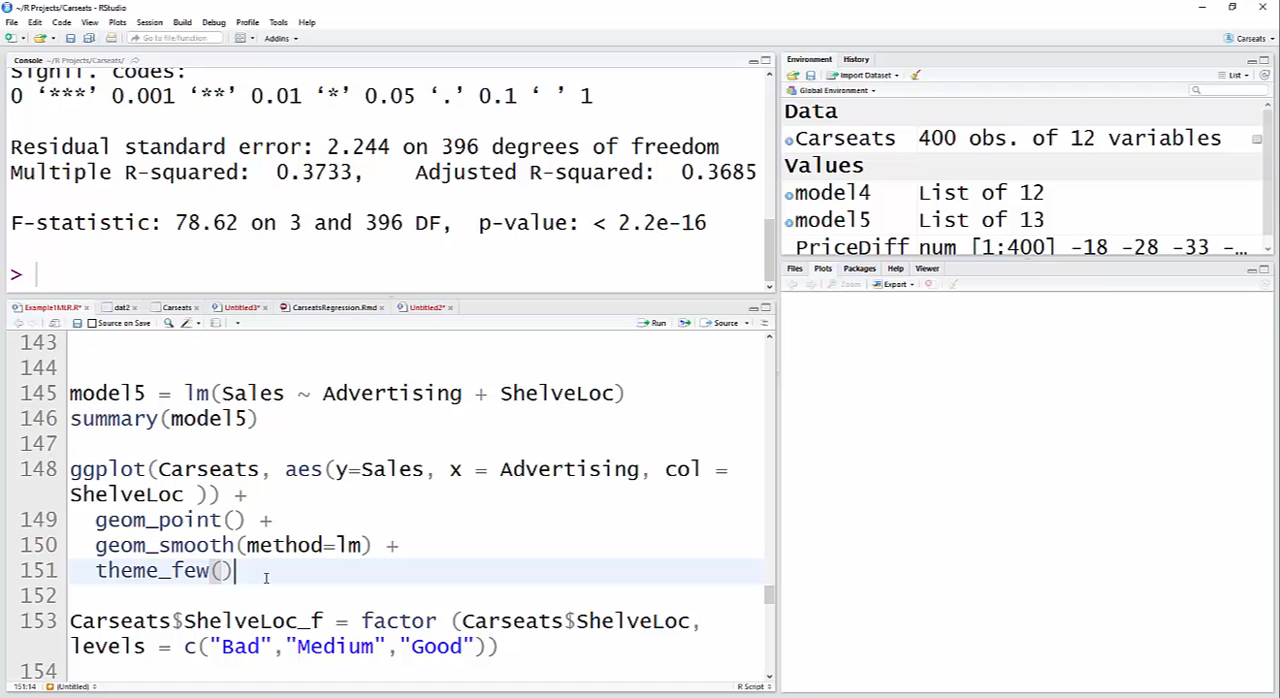 ~/R Projects/Carseats - RStudio
File Edit Code View Plots Session Build Debug Profile Tools Help
Go to file/function Addins Carseats
Console ~/R Projects/Carseats/
Signif. codes:
0 ‘***’ 0.001 ‘**’ 0.01 ‘*’ 0.05 ‘.’ 0.1 ‘ ’ 1
Residual standard error: 2.244 on 396 degrees of freedom
Multiple R-squared:  0.3733,    Adjusted R-squared:  0.3685
F-statistic: 78.62 on 3 and 396 DF,  p-value: < 2.2e-16
>
Example1MLR.R* dat2 Carseats Untitled3* CarseatsRegression.Rmd Untitled2*
Source on Save Run Source
143
144
145 model5 = lm(Sales ~ Advertising + ShelveLoc)
146 summary(model5)
147
148 ggplot(Carseats, aes(y=Sales, x = Advertising, col =
ShelveLoc )) +
149 geom_point() +
150 geom_smooth(method=lm) +
151 theme_few()
152
153 Carseats$ShelveLoc_f = factor (Carseats$ShelveLoc,
levels = c("Bad","Medium","Good"))
154
151:14 (Untitled) R Script
Environment History
Import Dataset List
Global Environment
Data
Carseats 400 obs. of 12 variables
Values
model4 List of 12
model5 List of 13
PriceDiff num [1:400] -18 -28 -33 -...
Files Plots Packages Help Viewer
Zoom Export